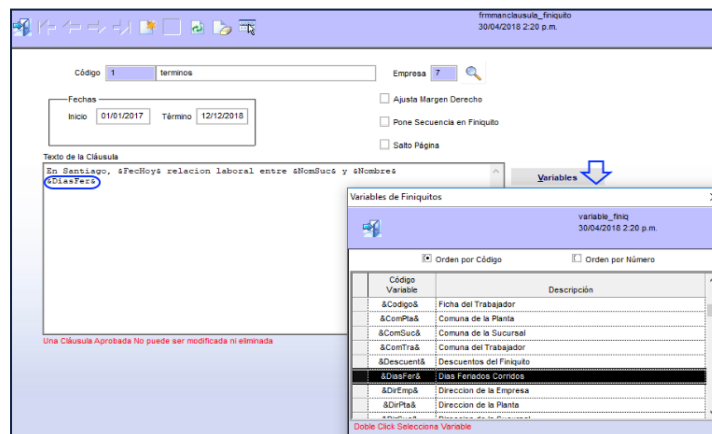 frmmanclausula_finiquito
30/04/2018 2:20 p.m.
Código 1 terminos Empresa 7
Fechas
Inicio 01/01/2017 Término 12/12/2018
Ajusta Margen Derecho
Pone Secuencia en Finiquito
Salto Página
Texto de la Cláusula
En Santiago, &FecHoy& relacion laboral entre &NomSuc& y &Nombre&
&DiasFer&
Variables
Una Cláusula Aprobada No puede ser modificada ni eliminada
Variables de Finiquitos
variable_finiq
30/04/2018 2:20 p.m.
Orden por Código Orden por Número
Código Variable Descripción
&Codigo& Ficha del Trabajador
&ComPta& Comuna de la Planta
&ComSuc& Comuna de la Sucursal
&ComTra& Comuna del Trabajador
&Descuent& Descuentos del Finiquito
&DiasFer& Dias Feriados Corridos
&DirEmp& Direccion de la Empresa
&DirPta& Direccion de la Planta
Doble Click Selecciona Variable